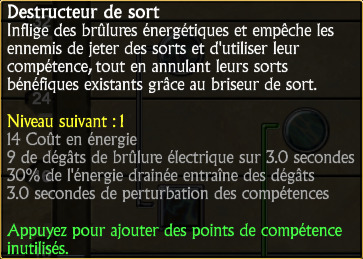 Destructeur de sort
Inflige des brûlures énergétiques et empêche les
ennemis de jeter des sorts et d'utiliser leur
compétence, tout en annulant leurs sorts
bénéfiques existants grâce au briseur de sort.
Niveau suivant : 1
14 Coût en énergie
9 de dégâts de brûlure électrique sur 3.0 secondes
30% de l'énergie drainée entraîne des dégâts
3.0 secondes de perturbation des compétences
Appuyez pour ajouter des points de compétence
inutilisés.